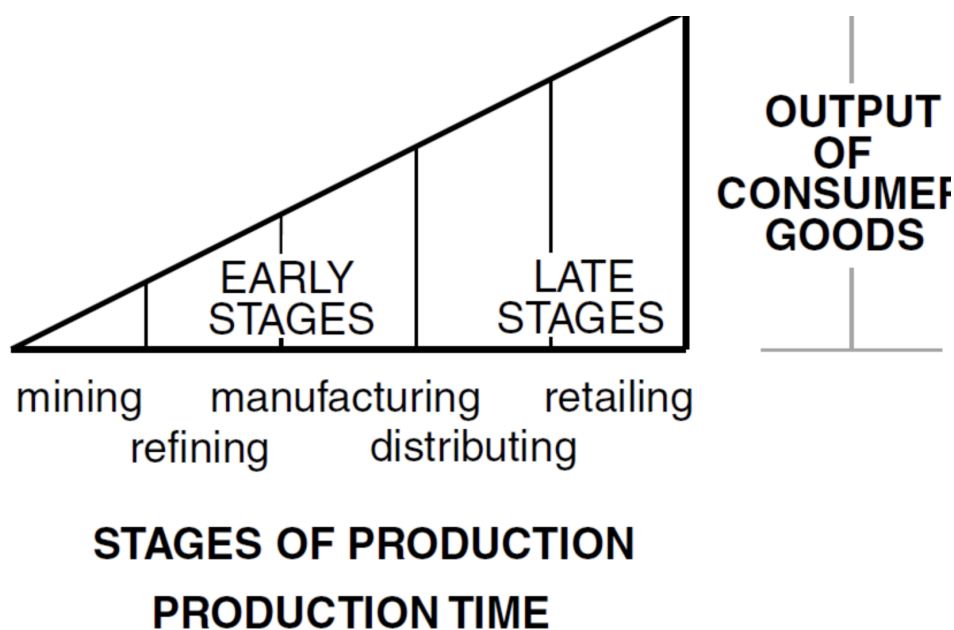 OUTPUT
OF
CONSUMER
GOODS
EARLY
STAGES
LATE
STAGES
mining
manufacturing
retailing
refining
distributing
STAGES OF PRODUCTION
PRODUCTION TIME